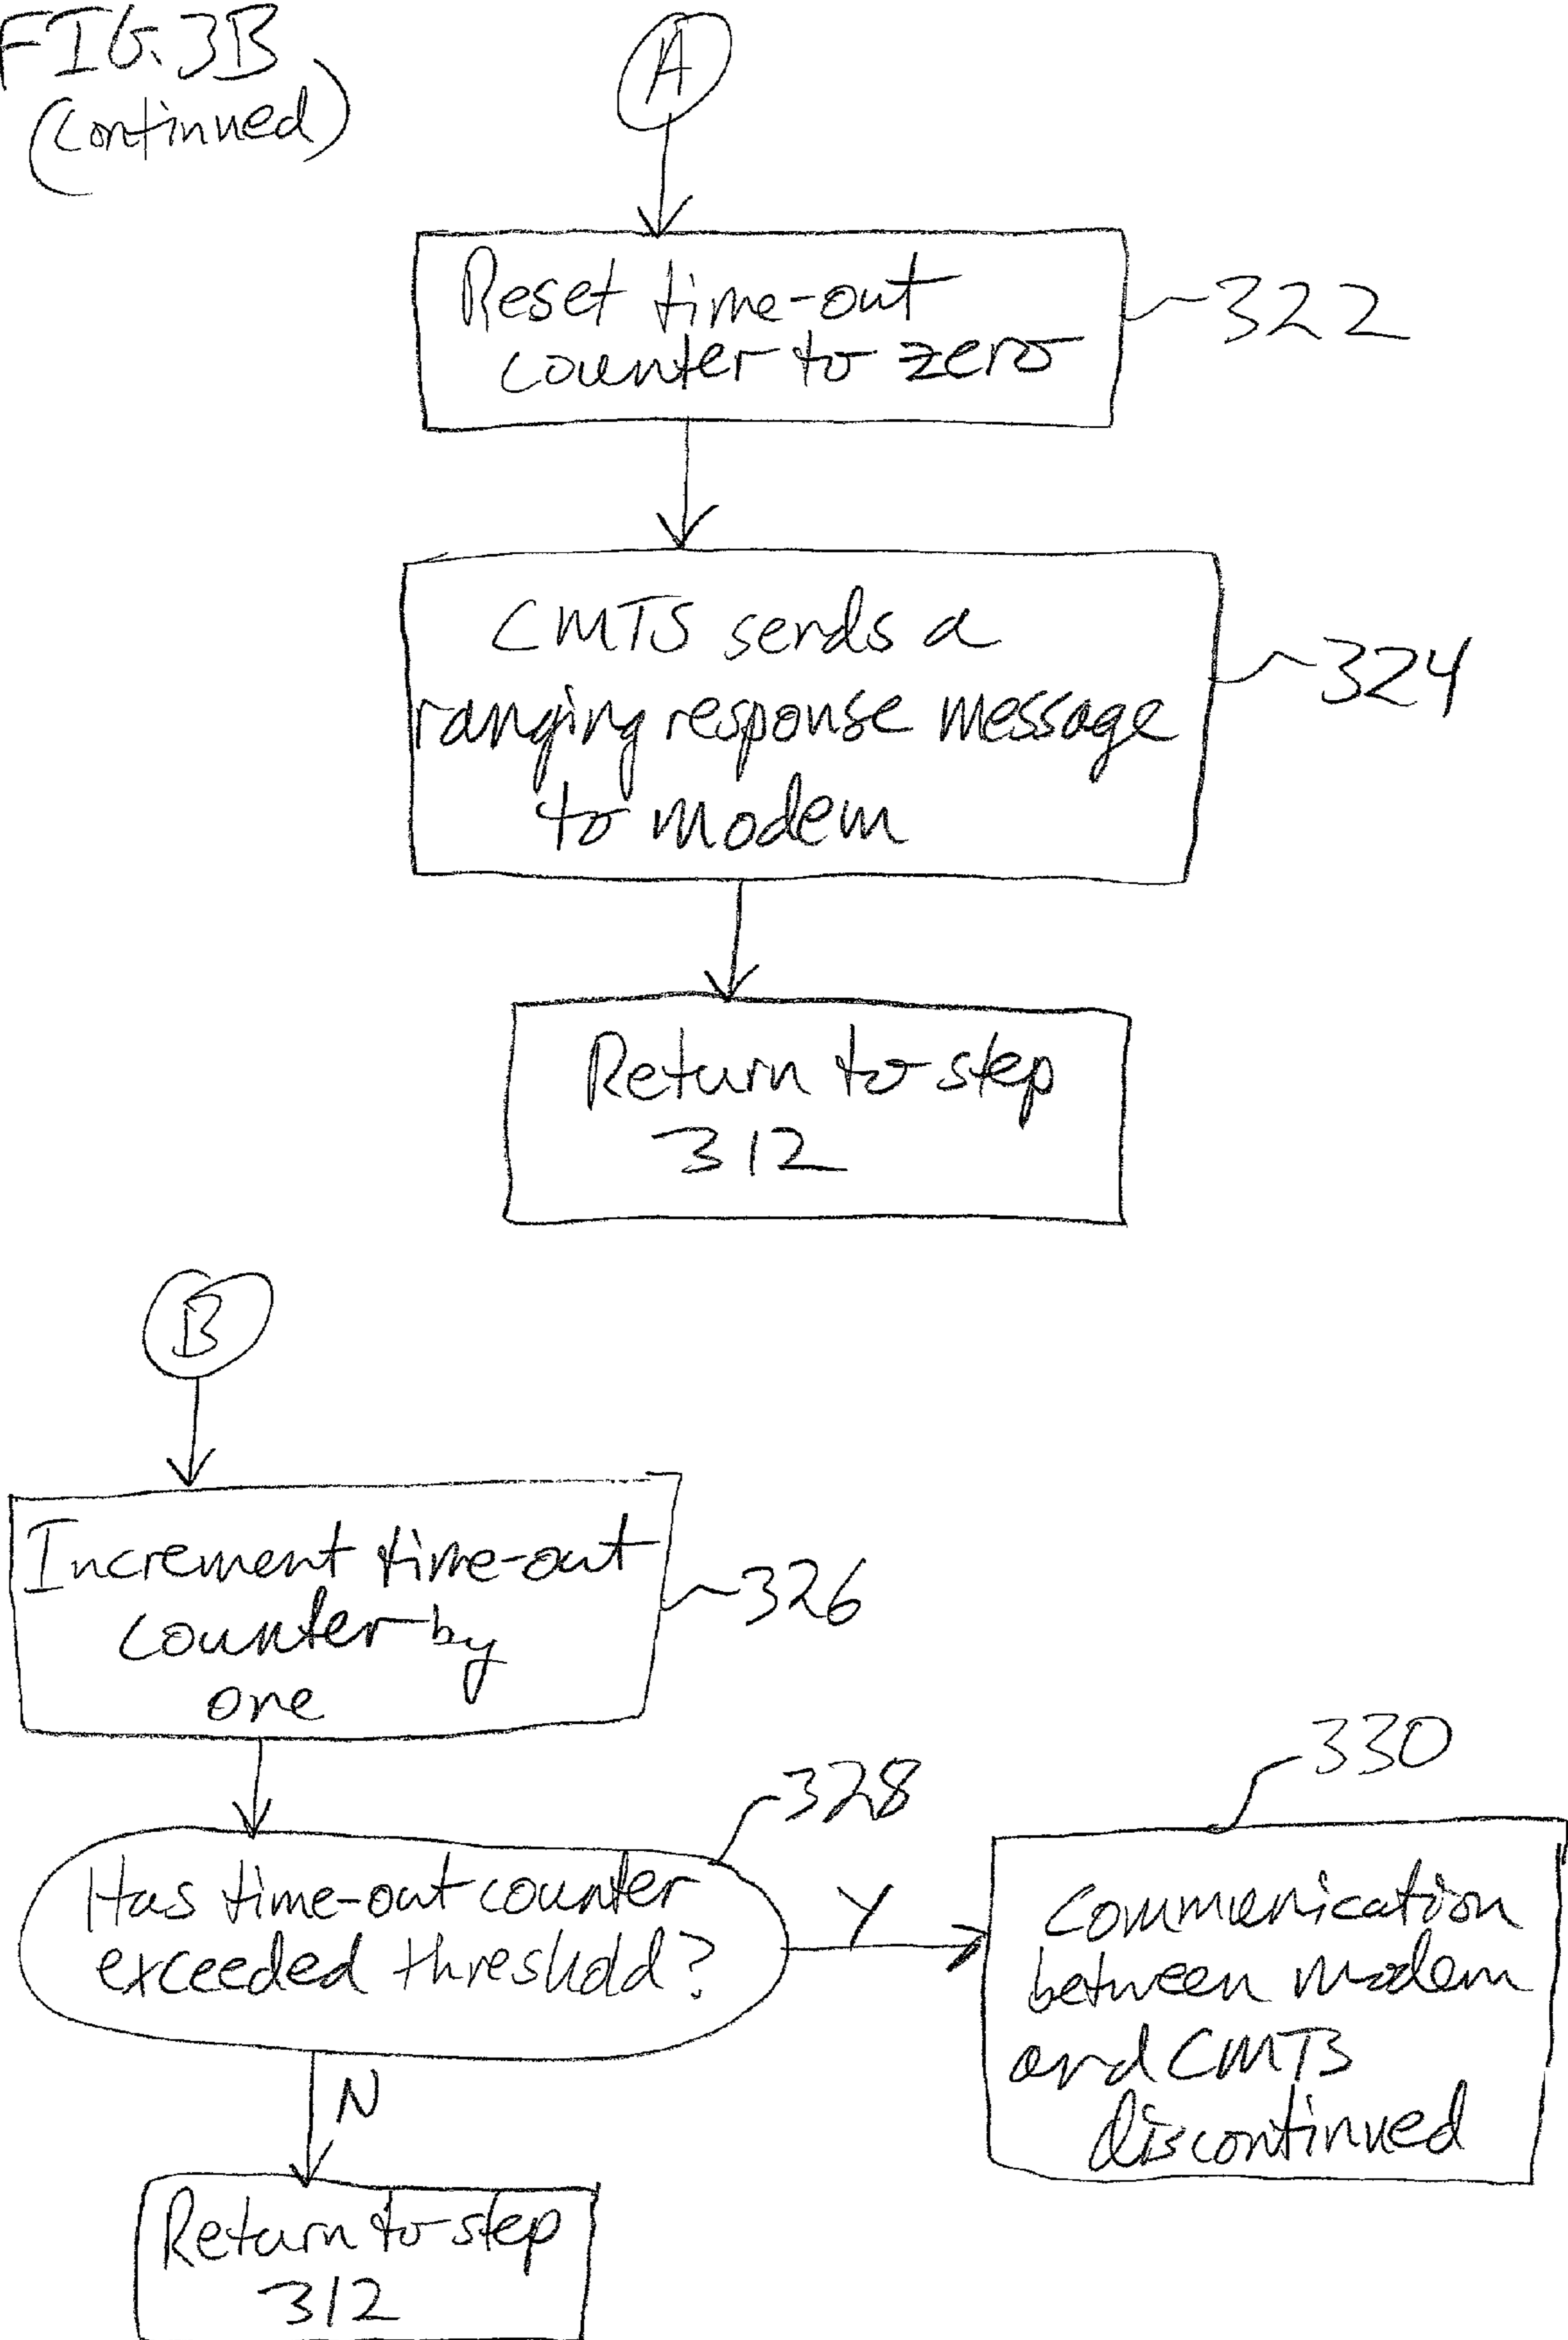 FIG. 3B
(continued)
A
Reset time-out
counter to zero
322
CMTS sends a
ranging response message
to modem
324
Return to step
312
B
Increment time-out
counter by
one
326
Has time-out counter
exceeded threshold?
328
Y
330
Communication
between modem
and CMTS
discontinued
N
Return to step
312